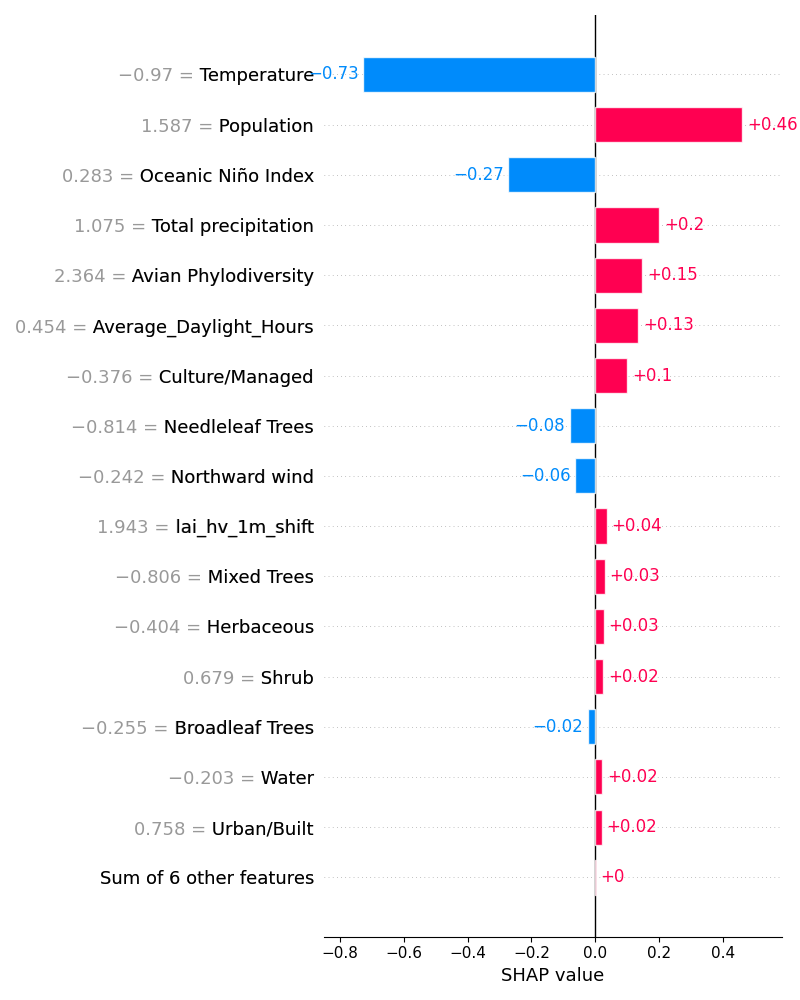 −0.97 = Temperature −0.73
1.587 = Population +0.46
0.283 = Oceanic Niño Index −0.27
1.075 = Total precipitation +0.2
2.364 = Avian Phylodiversity +0.15
0.454 = Average_Daylight_Hours +0.13
−0.376 = Culture/Managed +0.1
−0.814 = Needleleaf Trees −0.08
−0.242 = Northward wind −0.06
1.943 = lai_hv_1m_shift +0.04
−0.806 = Mixed Trees +0.03
−0.404 = Herbaceous +0.03
0.679 = Shrub +0.02
−0.255 = Broadleaf Trees −0.02
−0.203 = Water +0.02
0.758 = Urban/Built +0.02
Sum of 6 other features +0
−0.8 −0.6 −0.4 −0.2 0.0 0.2 0.4
SHAP value